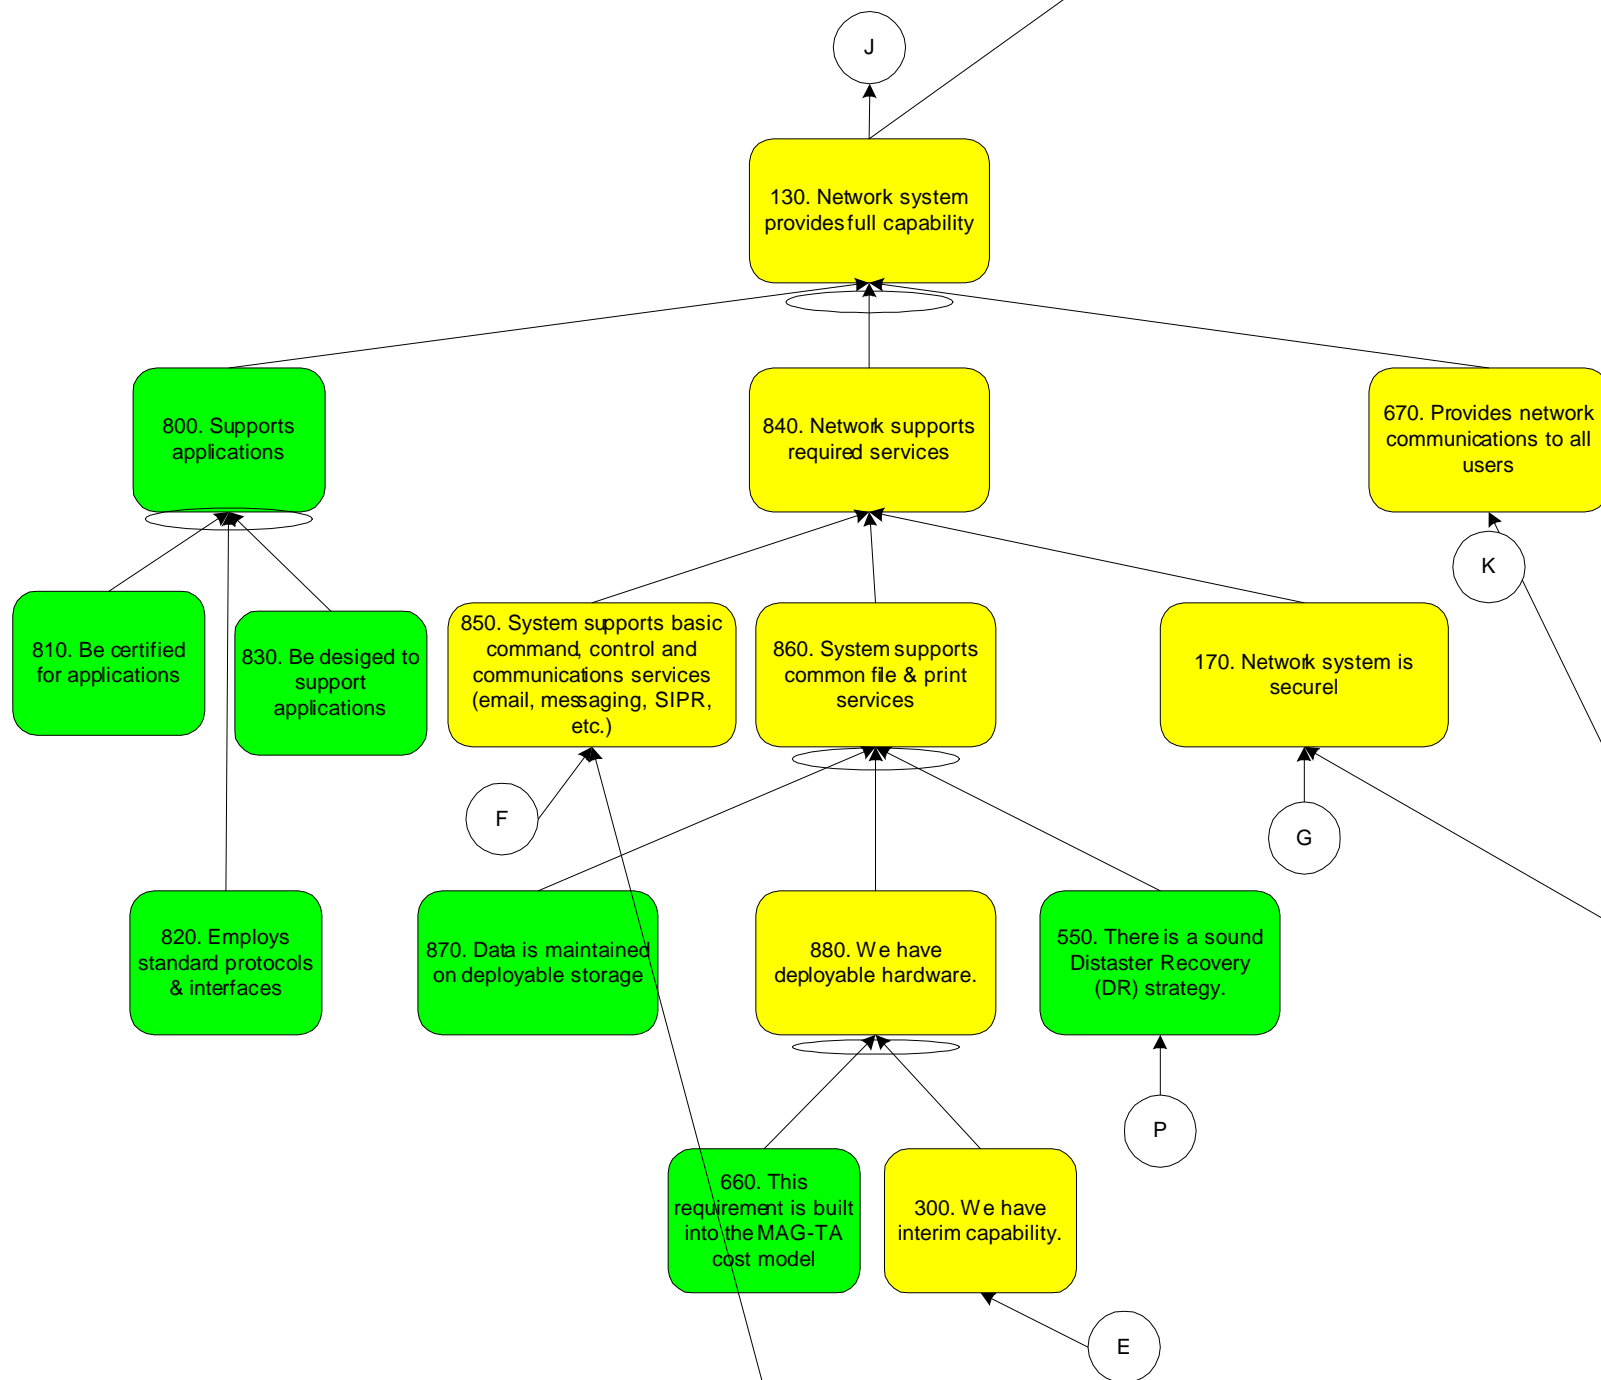 J
130. Network system
provides full capability
800. Supports
applications
840. Network supports
required services
670. Provides network
communications to all
users
K
810. Be certified
for applications
830. Be desiged to
support
applications
850. System supports basic
command, control and
communications services
(email, messaging, SIPR,
etc.)
860. System supports
common file & print
services
170. Network system is
securel
F
G
820. Employs
standard protocols
& interfaces
870. Data is maintained
on deployable storage
880. We have
deployable hardware.
550. There is a sound
Distaster Recovery
(DR) strategy.
P
660. This
requirement is built
into the MAG-TA
cost model
300. We have
interim capability.
E